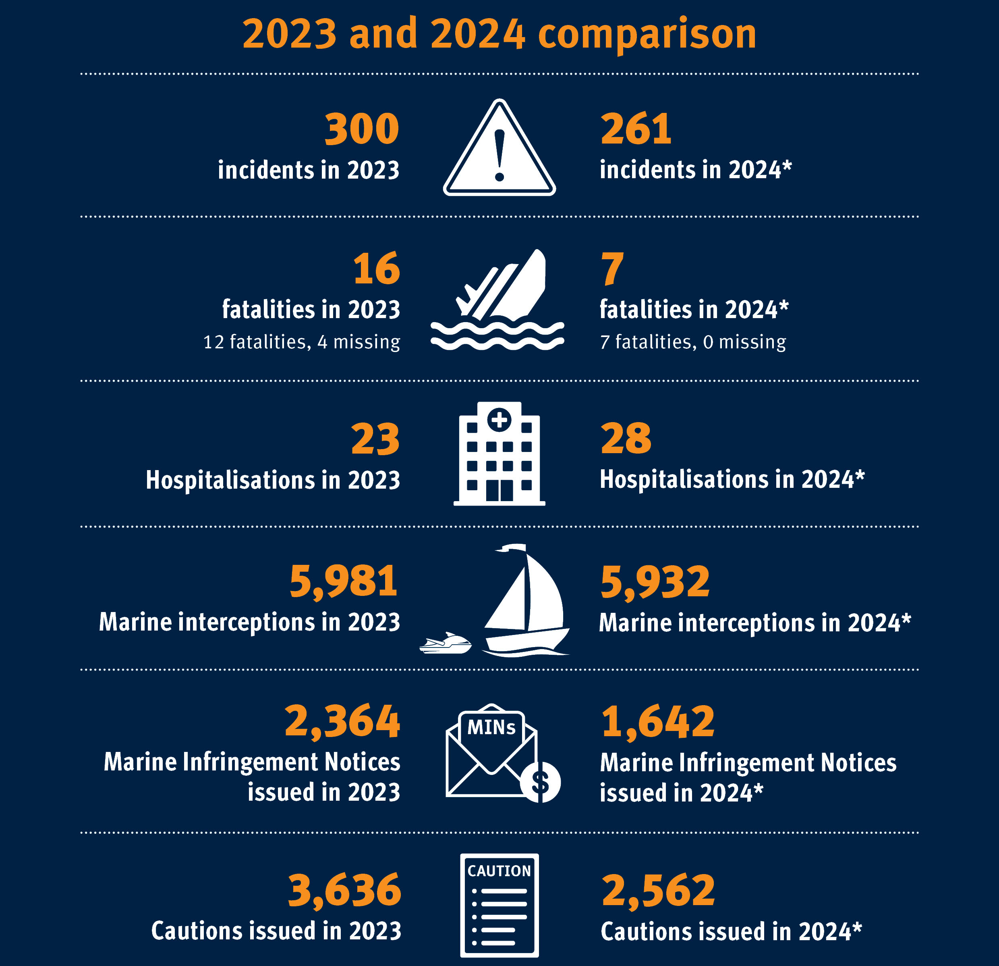 2023 and 2024 comparison
300
incidents in 2023
261
incidents in 2024*
16
fatalities in 2023
12 fatalities, 4 missing
7
fatalities in 2024*
7 fatalities, 0 missing
23
Hospitalisations in 2023
28
Hospitalisations in 2024*
5,981
Marine interceptions in 2023
5,932
Marine interceptions in 2024*
2,364
Marine Infringement Notices
issued in 2023
MINs
$
1,642
Marine Infringement Notices
issued in 2024*
3,636
Cautions issued in 2023
CAUTION
2,562
Cautions issued in 2024*